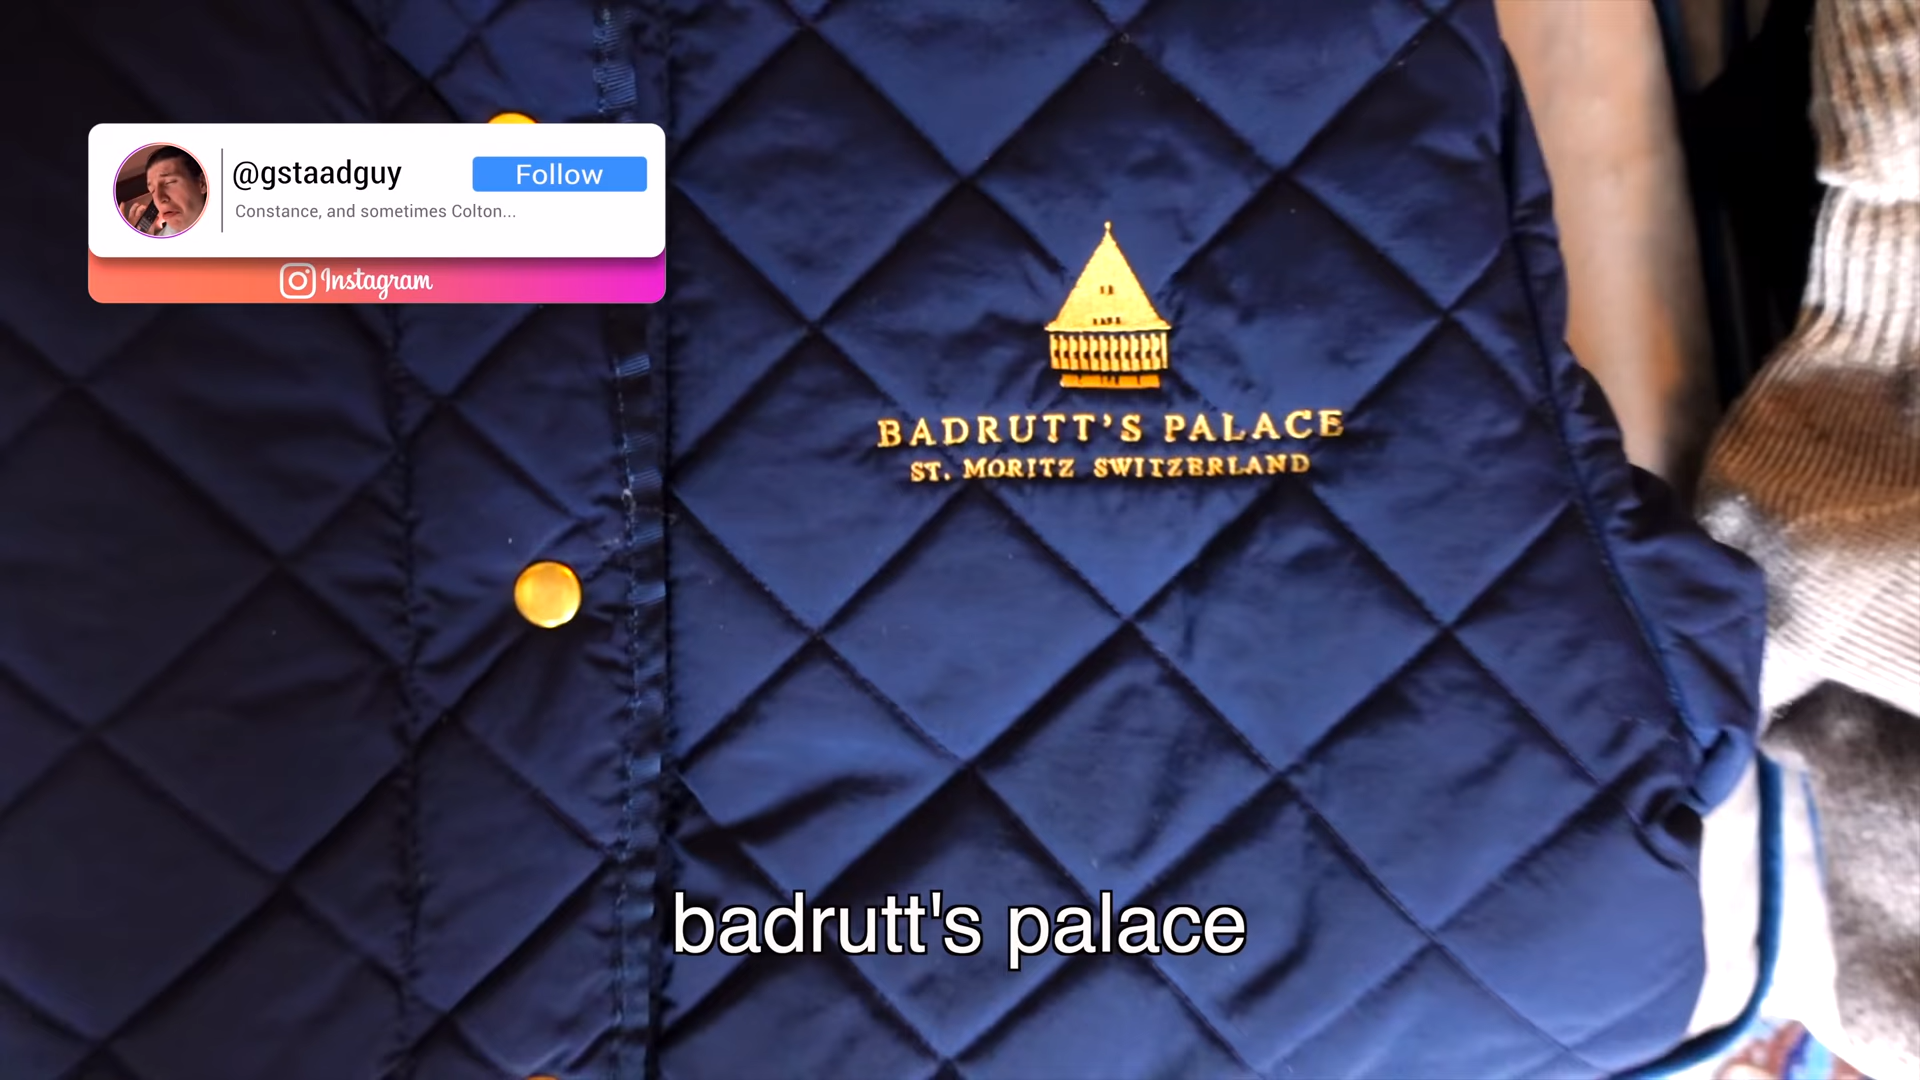 @gstaadguy
Follow
Constance, and sometimes Colton...
Instagram
BADRUTT'S PALACE
ST. MORITZ SWITZERLAND
badrutt's palace